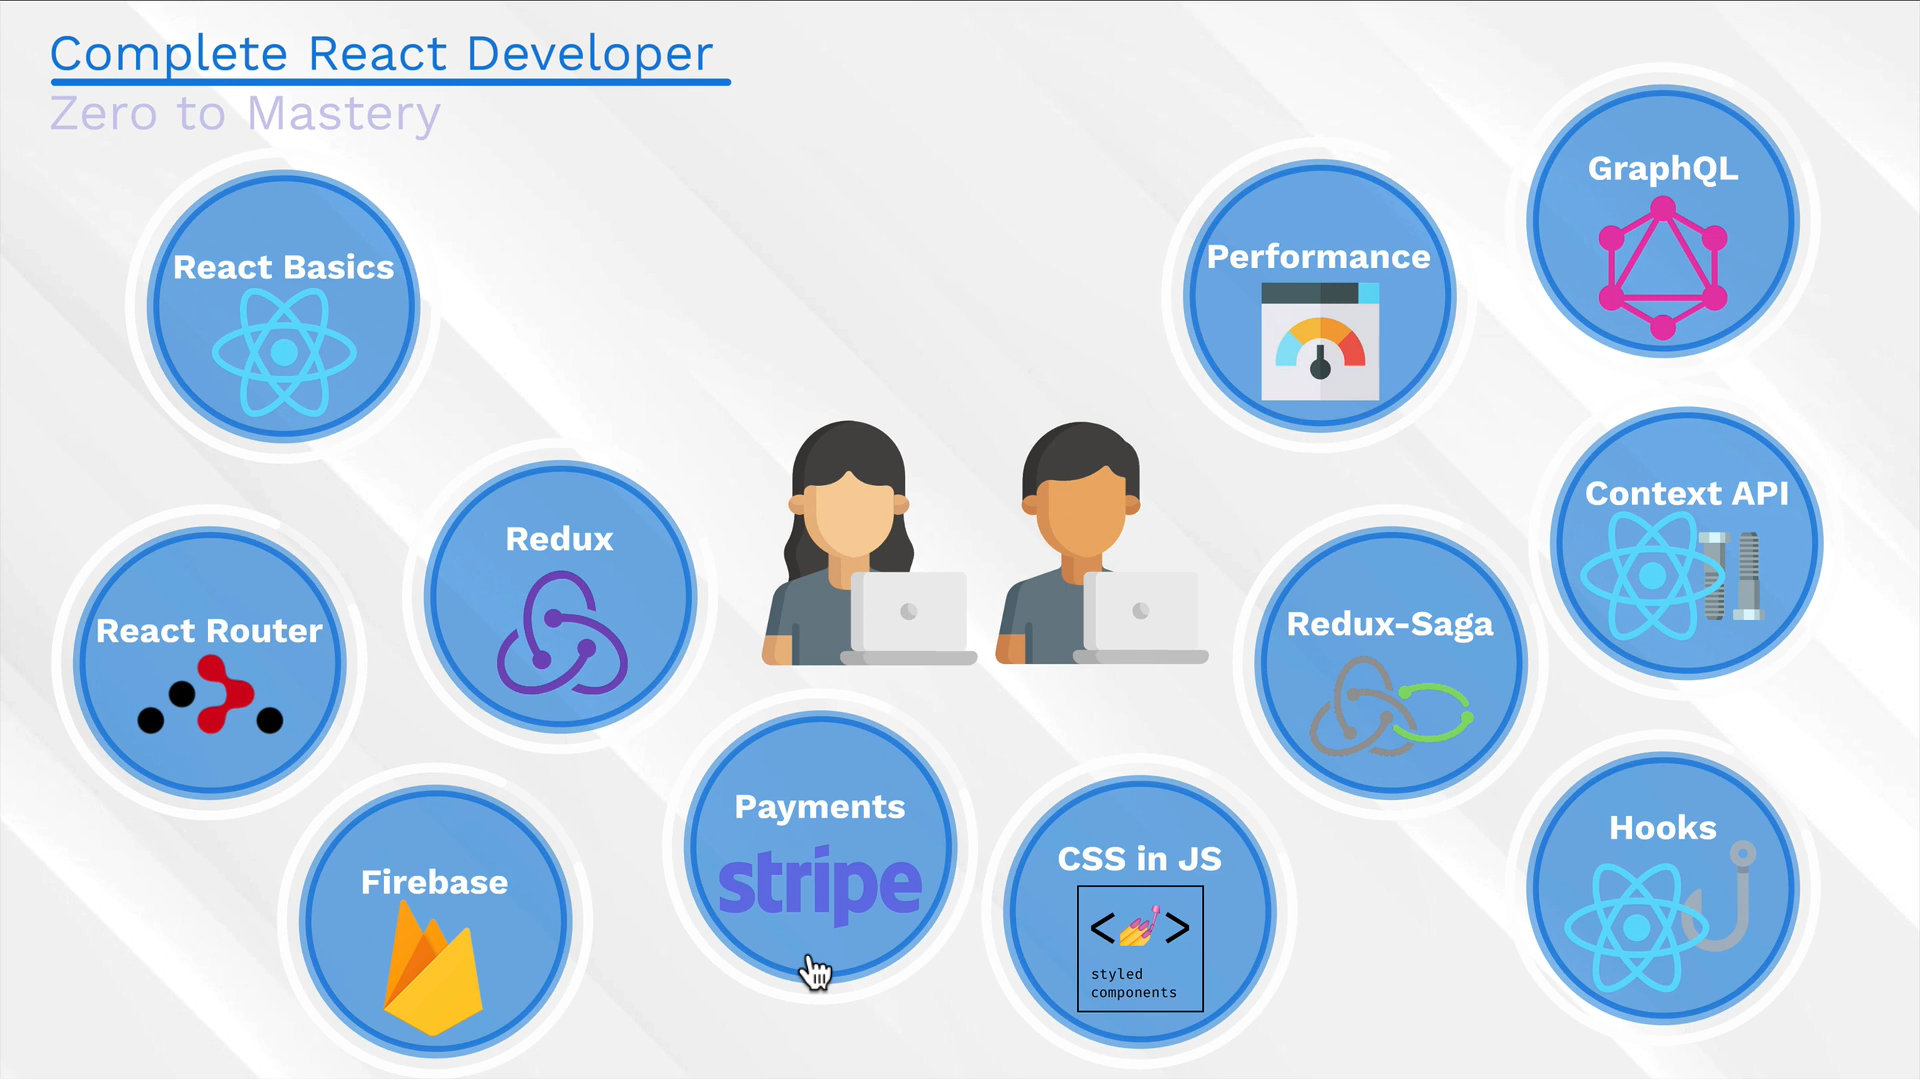 Complete React Developer
Zero to Mastery
React Basics
React Router
Redux
Firebase
Payments
stripe
CSS in JS
< >
styled
components
Performance
GraphQL
Context API
Redux-Saga
Hooks